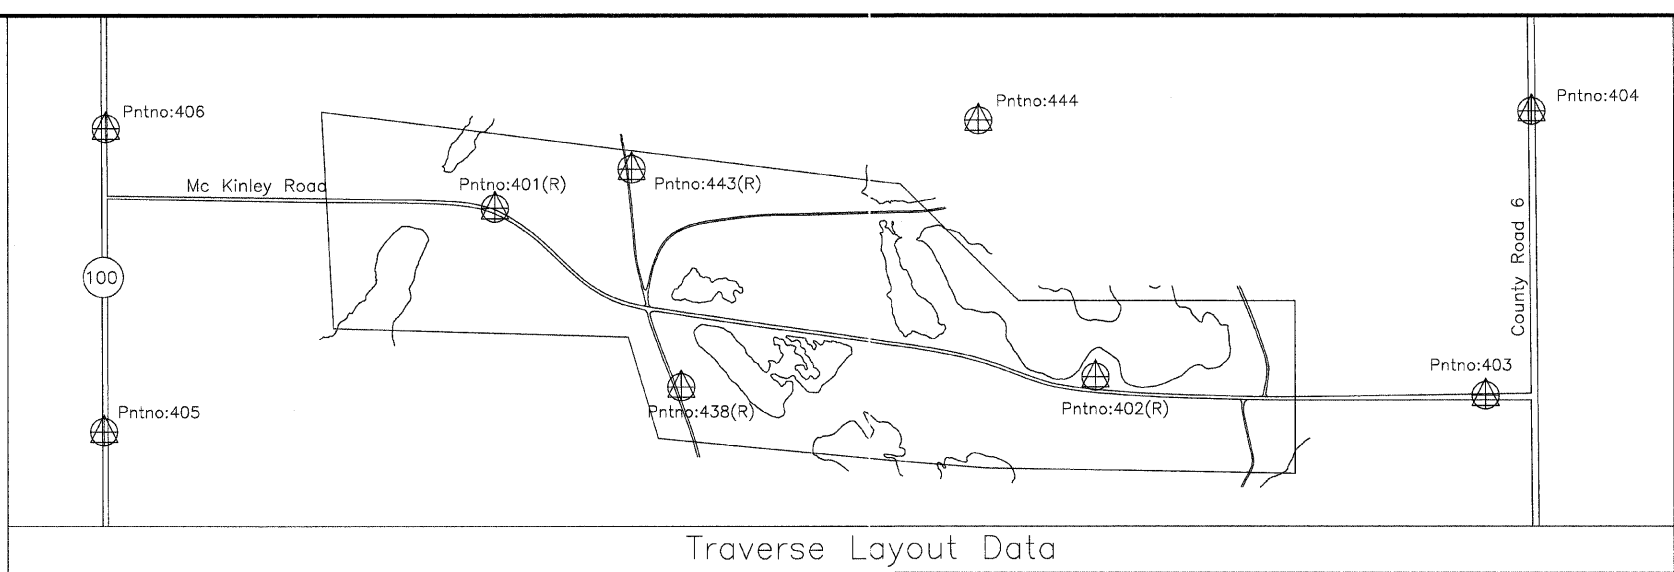 Pntno:406
Pntno:444
Pntno:404
Mc Kinley Road
Pntno:401(R)
Pntno:443(R)
County Road 6
100
Pntno:403
Pntno:405
Pntno:438(R)
Pntno:402(R)
Traverse Layout Data